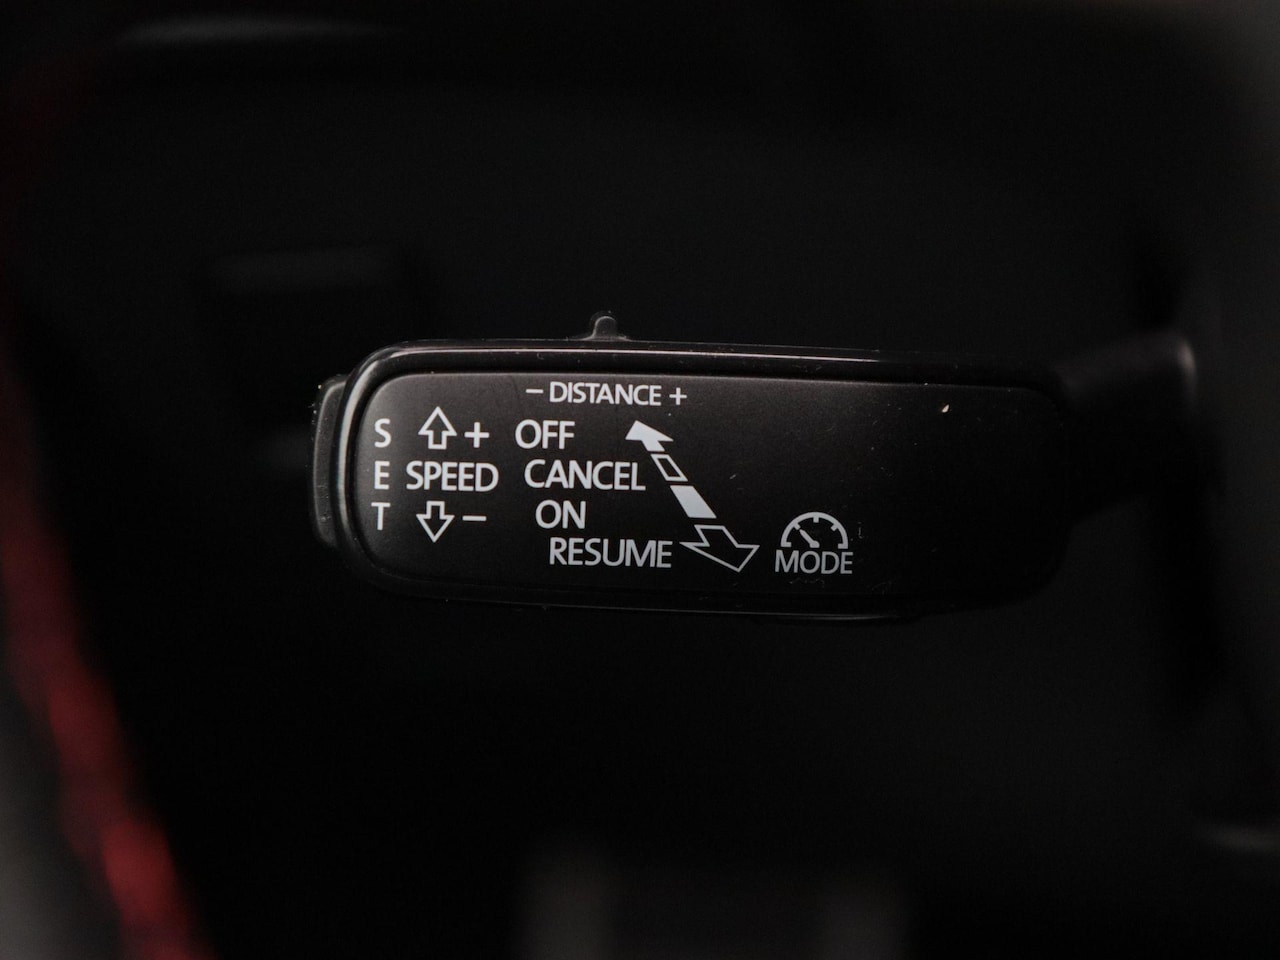 − DISTANCE +
S + OFF
E SPEED CANCEL
T − ON
RESUME
MODE